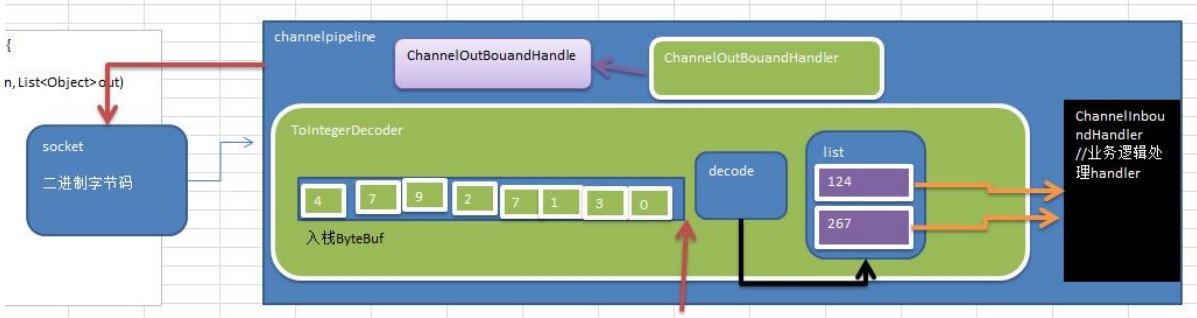 {
n,List<Object>out)
socket
二进制字节码
channelpipeline
ChannelOutBouandHandle
ChannelOutBouandHandler
ToIntegerDecoder
4 7 9 2 7 1 3 0
入栈ByteBuf
decode
list
124
267
ChannelInbou
ndHandler
//业务逻辑处
理handler